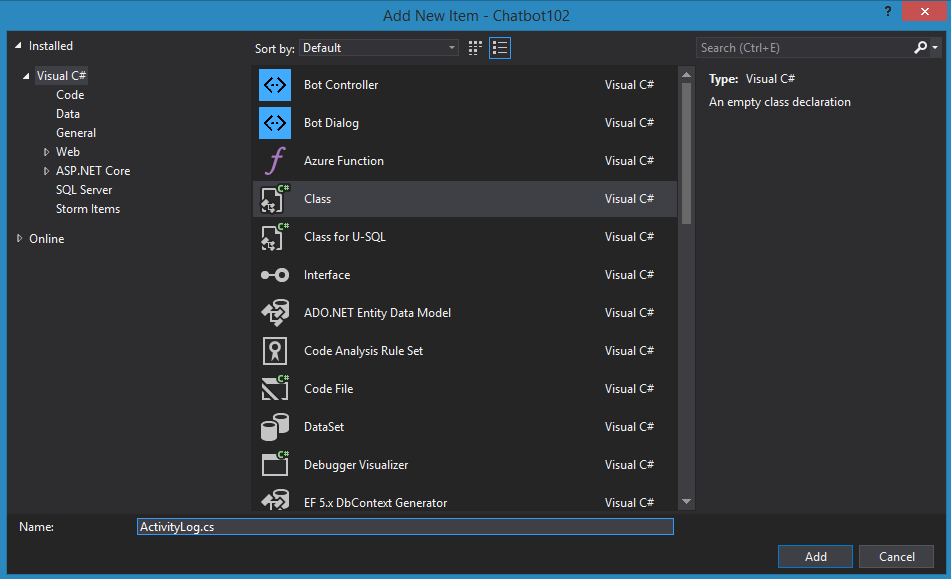 Add New Item - Chatbot102
?
Installed
Visual C#
Code
Data
General
Web
ASP.NET Core
SQL Server
Storm Items
Online
Sort by: Default
Bot Controller Visual C#
Bot Dialog Visual C#
Azure Function Visual C#
C# Class Visual C#
C# Class for U-SQL Visual C#
Interface Visual C#
ADO.NET Entity Data Model Visual C#
Code Analysis Rule Set Visual C#
C# Code File Visual C#
DataSet Visual C#
C# Debugger Visualizer Visual C#
EF 5.x DbContext Generator Visual C#
Search (Ctrl+E)
Type: Visual C#
An empty class declaration
Name: ActivityLog.cs
Add Cancel